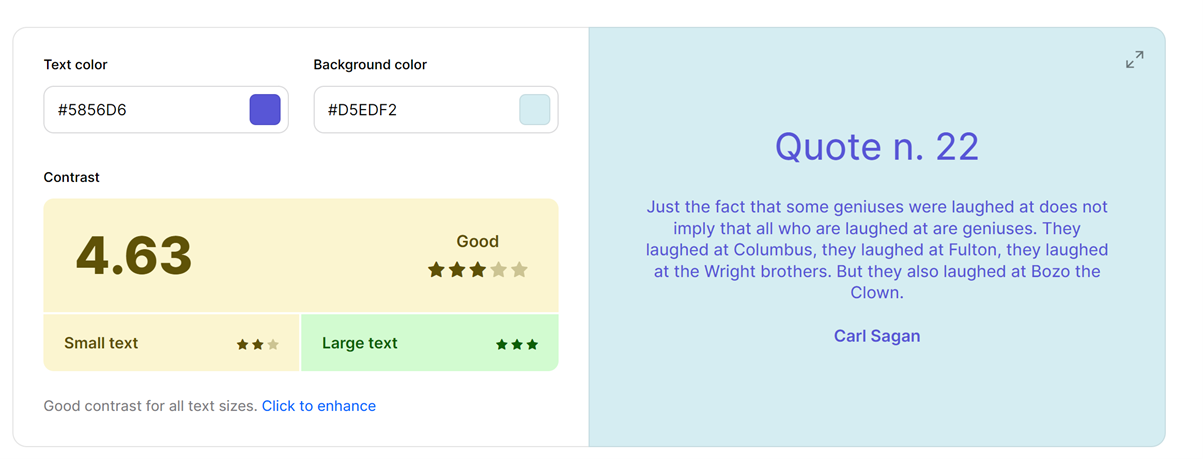 Text color
Background color
#5856D6
#D5EDF2
Contrast
4.63
Good
Small text
Large text
Good contrast for all text sizes. Click to enhance
Quote n. 22
Just the fact that some geniuses were laughed at does not
imply that all who are laughed at are geniuses. They
laughed at Columbus, they laughed at Fulton, they laughed
at the Wright brothers. But they also laughed at Bozo the
Clown.
Carl Sagan